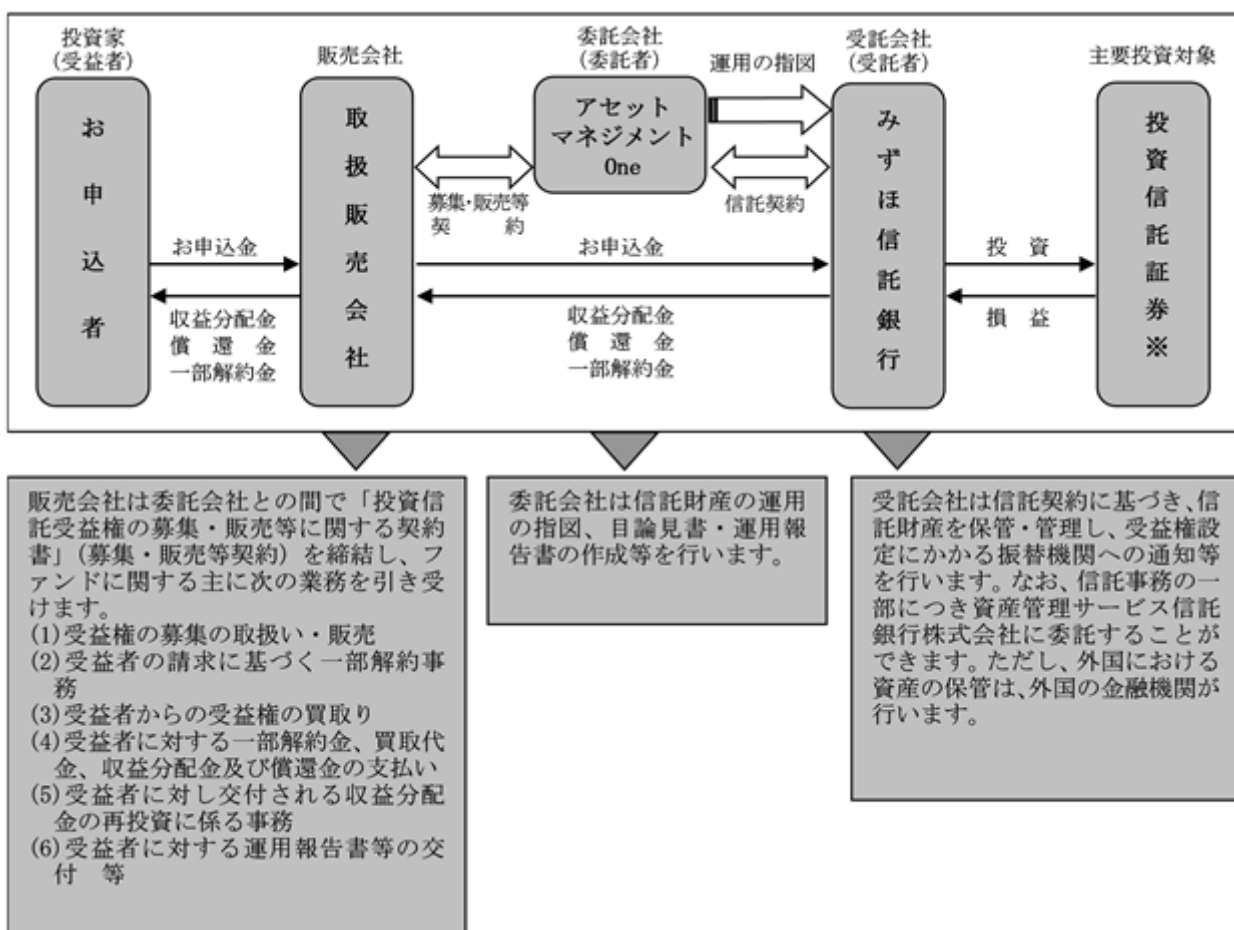 投資家
(受益者)
販売会社
委託会社
(委託者)
運用の指図
受託会社
(受託者)
主要投資対象
お申込者
取扱販売会社
アセット
マネジメント
One
みずほ信託銀行
投資信託証券※
募集・販売等
契　約
信託契約
お申込金
収益分配金
償　還　金
一部解約金
お申込金
収益分配金
償　還　金
一部解約金
投　資
損　益
販売会社は委託会社との間で「投資信
託受益権の募集・販売等に関する契約
書」(募集・販売等契約) を締結し、フ
ァンドに関する主に次の業務を引き受
けます。
(1)受益権の募集の取扱い・販売
(2)受益者の請求に基づく一部解約事
務
(3)受益者からの受益権の買取り
(4)受益者に対する一部解約金、買取代
金、収益分配金及び償還金の支払い
(5)受益者に対し交付される収益分配
金の再投資に係る事務
(6)受益者に対する運用報告書等の交
付　等
委託会社は信託財産の運用
の指図、目論見書・運用報
告書の作成等を行います。
受託会社は信託契約に基づき、信
託財産を保管・管理し、受益権設
定にかかる振替機関への通知等
を行います。なお、信託事務の一
部につき資産管理サービス信託
銀行株式会社に委託することが
できます。ただし、外国における
資産の保管は、外国の金融機関が
行います。